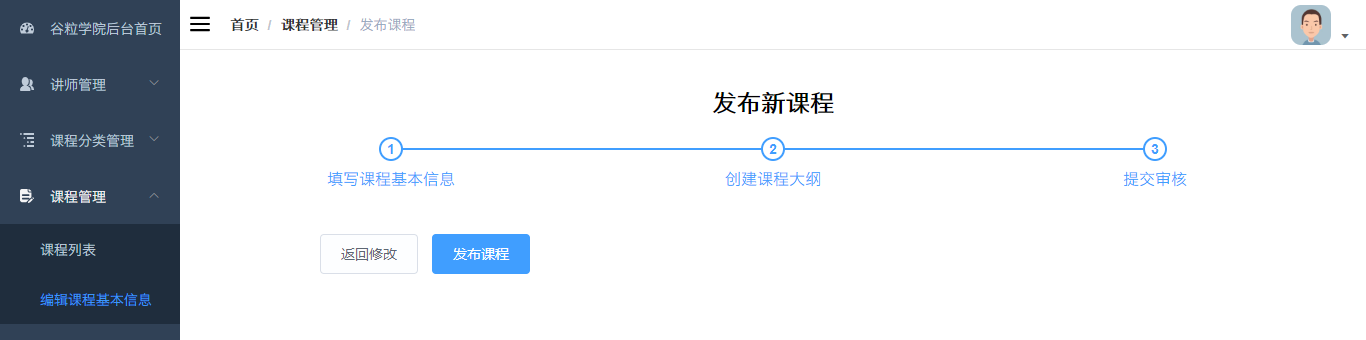 谷粒学院后台首页
讲师管理
课程分类管理
课程管理
课程列表
编辑课程基本信息
首页 / 课程管理 / 发布课程
发布新课程
1 2 3
填写课程基本信息 创建课程大纲 提交审核
返回修改 发布课程